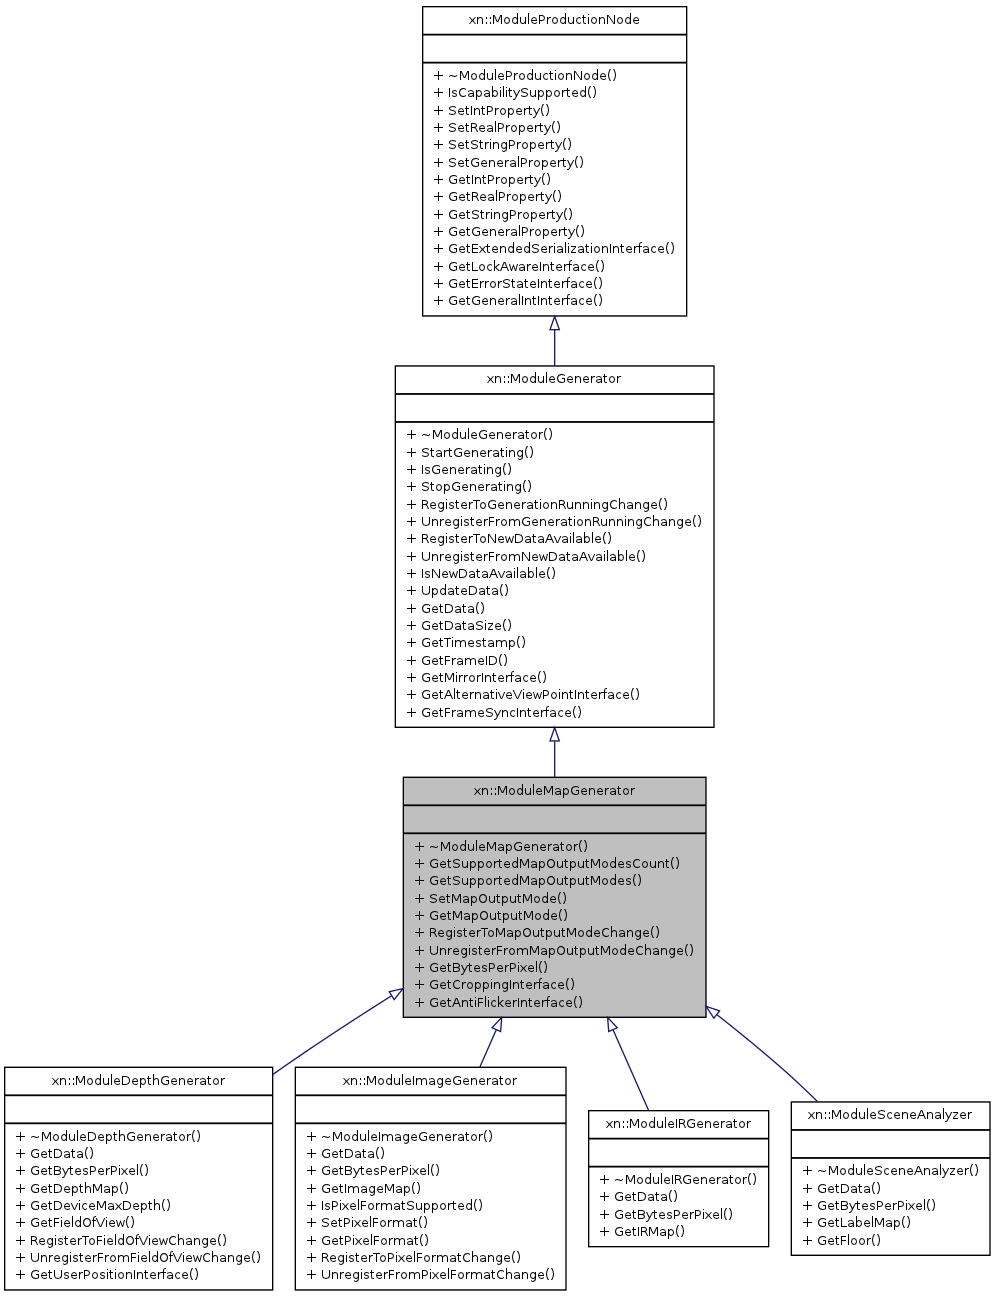 xn::ModuleProductionNode
+ ~ModuleProductionNode()
+ IsCapabilitySupported()
+ SetIntProperty()
+ SetRealProperty()
+ SetStringProperty()
+ SetGeneralProperty()
+ GetIntProperty()
+ GetRealProperty()
+ GetStringProperty()
+ GetGeneralProperty()
+ GetExtendedSerializationInterface()
+ GetLockAwareInterface()
+ GetErrorStateInterface()
+ GetGeneralIntInterface()
xn::ModuleGenerator
+ ~ModuleGenerator()
+ StartGenerating()
+ IsGenerating()
+ StopGenerating()
+ RegisterToGenerationRunningChange()
+ UnregisterFromGenerationRunningChange()
+ RegisterToNewDataAvailable()
+ UnregisterFromNewDataAvailable()
+ IsNewDataAvailable()
+ UpdateData()
+ GetData()
+ GetDataSize()
+ GetTimestamp()
+ GetFrameID()
+ GetMirrorInterface()
+ GetAlternativeViewPointInterface()
+ GetFrameSyncInterface()
xn::ModuleMapGenerator
+ ~ModuleMapGenerator()
+ GetSupportedMapOutputModesCount()
+ GetSupportedMapOutputModes()
+ SetMapOutputMode()
+ GetMapOutputMode()
+ RegisterToMapOutputModeChange()
+ UnregisterFromMapOutputModeChange()
+ GetBytesPerPixel()
+ GetCroppingInterface()
+ GetAntiFlickerInterface()
xn::ModuleDepthGenerator
+ ~ModuleDepthGenerator()
+ GetData()
+ GetBytesPerPixel()
+ GetDepthMap()
+ GetDeviceMaxDepth()
+ GetFieldOfView()
+ RegisterToFieldOfViewChange()
+ UnregisterFromFieldOfViewChange()
+ GetUserPositionInterface()
xn::ModuleImageGenerator
+ ~ModuleImageGenerator()
+ GetData()
+ GetBytesPerPixel()
+ GetImageMap()
+ IsPixelFormatSupported()
+ SetPixelFormat()
+ GetPixelFormat()
+ RegisterToPixelFormatChange()
+ UnregisterFromPixelFormatChange()
xn::ModuleIRGenerator
+ ~ModuleIRGenerator()
+ GetData()
+ GetBytesPerPixel()
+ GetIRMap()
xn::ModuleSceneAnalyzer
+ ~ModuleSceneAnalyzer()
+ GetData()
+ GetBytesPerPixel()
+ GetLabelMap()
+ GetFloor()